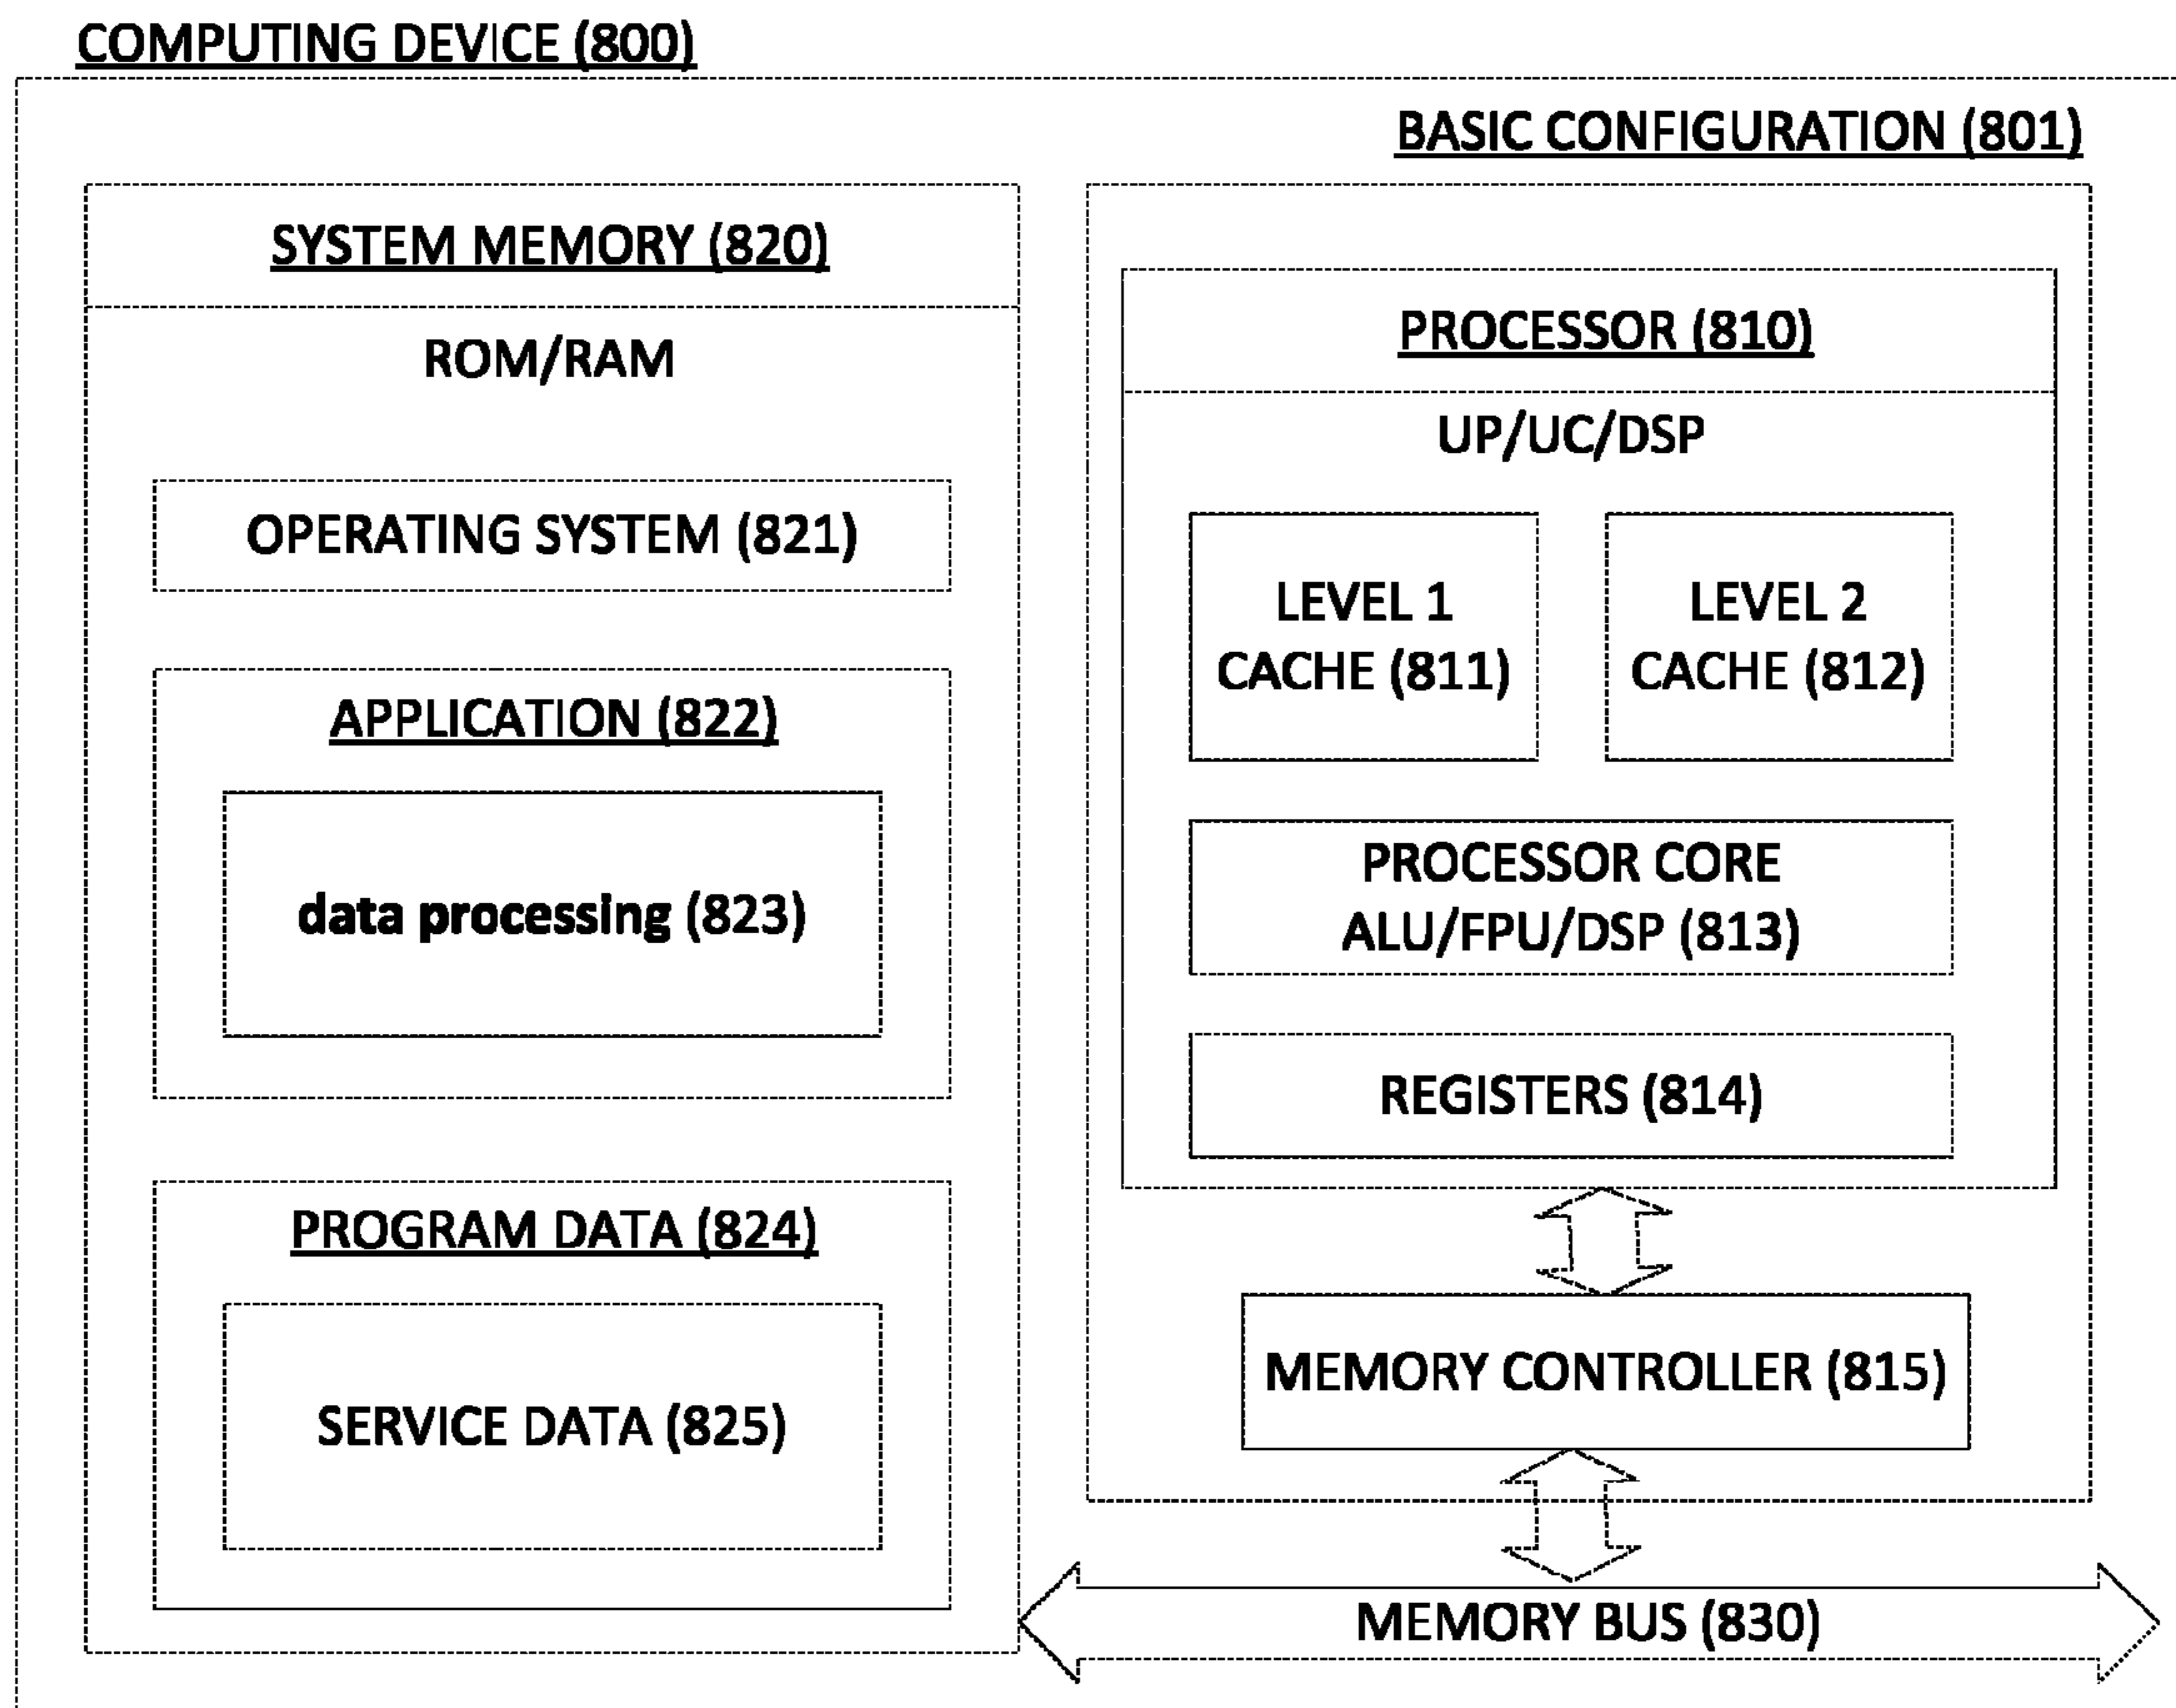 COMPUTING DEVICE (800)
BASIC CONFIGURATION (801)
SYSTEM MEMORY (820)
ROM/RAM
OPERATING SYSTEM (821)
APPLICATION (822)
data processing (823)
PROGRAM DATA (824)
SERVICE DATA (825)
PROCESSOR (810)
UP/UC/DSP
LEVEL 1
CACHE (811)
LEVEL 2
CACHE (812)
PROCESSOR CORE
ALU/FPU/DSP (813)
REGISTERS (814)
MEMORY CONTROLLER (815)
MEMORY BUS (830)